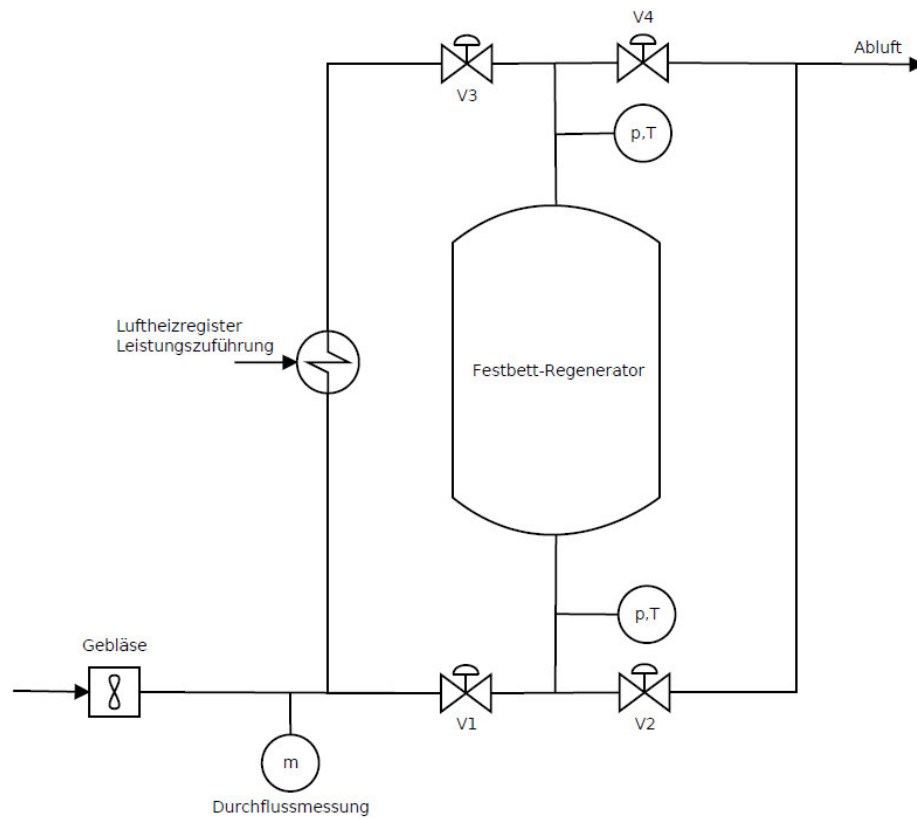 V4
Abluft
V3
p,T
Luftheizregister
Leistungszuführung
Festbett-Regenerator
p,T
Gebläse
V1
V2
m
Durchflussmessung